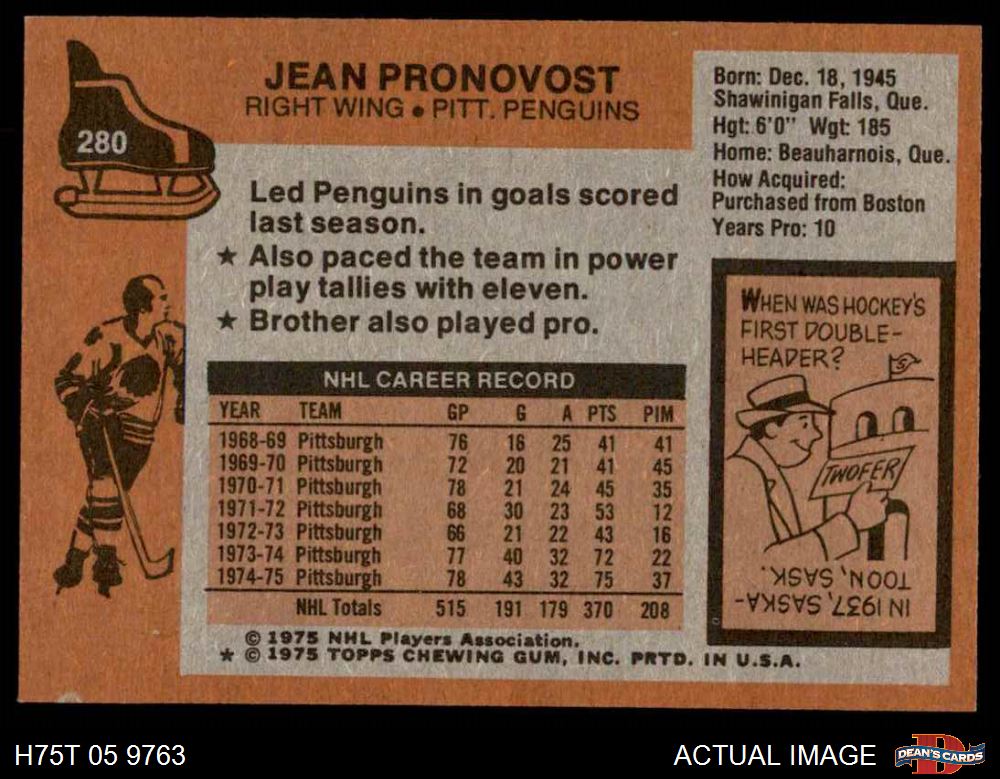 280
JEAN PRONOVOST
RIGHT WING • PITT. PENGUINS
Born: Dec. 18, 1945
Shawinigan Falls, Que.
Hgt: 6'0" Wgt: 185
Home: Beauharnois, Que.
How Acquired:
Purchased from Boston
Years Pro: 10
Led Penguins in goals scored
last season.
★ Also paced the team in power
play tallies with eleven.
★ Brother also played pro.
NHL CAREER RECORD
YEAR TEAM GP G A PTS PIM
1968-69 Pittsburgh 76 16 25 41 41
1969-70 Pittsburgh 72 20 21 41 45
1970-71 Pittsburgh 78 21 24 45 35
1971-72 Pittsburgh 68 30 23 53 12
1972-73 Pittsburgh 66 21 22 43 16
1973-74 Pittsburgh 77 40 32 72 22
1974-75 Pittsburgh 78 43 32 75 37
NHL Totals 515 191 179 370 208
WHEN WAS HOCKEY'S
FIRST DOUBLE-
HEADER?
S
TWOFER
IN 1937, SASKA-
TOON, SASK.
© 1975 NHL Players Association.
★ © 1975 TOPPS CHEWING GUM, INC. PRTD. IN U.S.A.
H75T 05 9763
ACTUAL IMAGE
D
DEAN'S CARDS